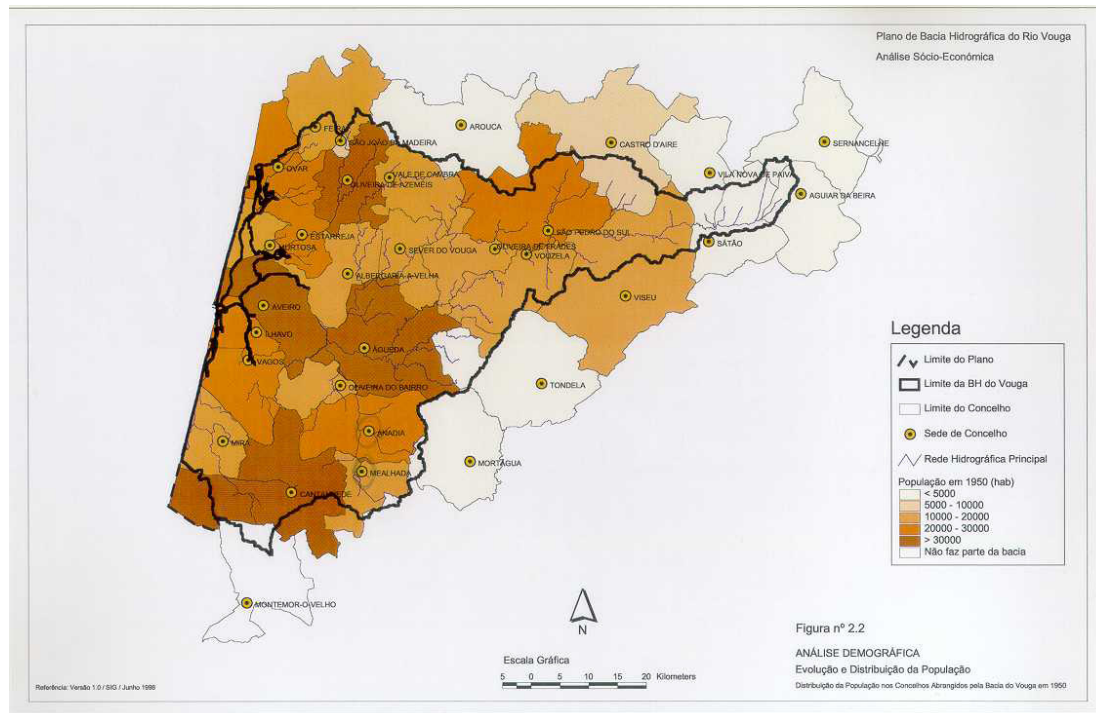 Plano de Bacia Hidrográfica do Rio Vouga
Análise Sócio-Económica
FEIRA
SÃO JOÃO DA MADEIRA
AROUCA
CASTRO D'AIRE
SERNANCELHE
OVAR
OLIVEIRA DE AZEMÉIS
VALE DE CAMBRA
VILA NOVA DE PAIVA
AGUIAR DA BEIRA
MURTOSA
ESTARREJA
SEVER DO VOUGA
OLIVEIRA DE FRADES
SÃO PEDRO DO SUL
VOUZELA
SÁTÃO
ALBERGARIA-A-VELHA
VISEU
AVEIRO
ÍLHAVO
ÁGUEDA
VAGOS
OLIVEIRA DO BAIRRO
TONDELA
MIRA
ANADIA
MEALHADA
MORTÁGUA
CANTANHEDE
MONTEMOR-O-VELHO
Legenda
Limite do Plano
Limite da BH do Vouga
Limite do Concelho
Sede de Concelho
Rede Hidrográfica Principal
População em 1950 (hab)
< 5000
5000 - 10000
10000 - 20000
20000 - 30000
> 30000
Não faz parte da bacia
N
Escala Gráfica
5 0 5 10 15 20 Kilometers
Figura nº 2.2
ANÁLISE DEMOGRÁFICA
Evolução e Distribuição da População
Distribuição da População nos Concelhos Abrangidos pela Bacia do Vouga em 1950
Referência: Versão 1.0 / SIG / Junho 1998